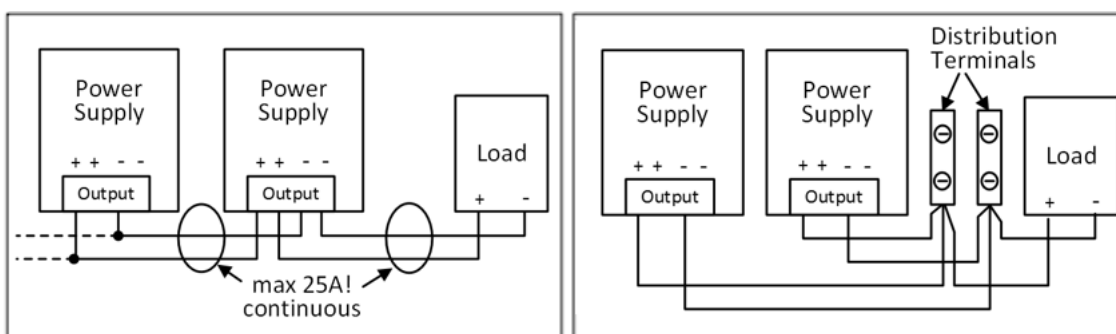 Power
Supply
+ + - -
Output
Power
Supply
+ + - -
Output
Load
+ -
max 25A!
continuous
Distribution
Terminals
Power
Supply
+ + - -
Output
Power
Supply
+ + - -
Output
Load
+ -